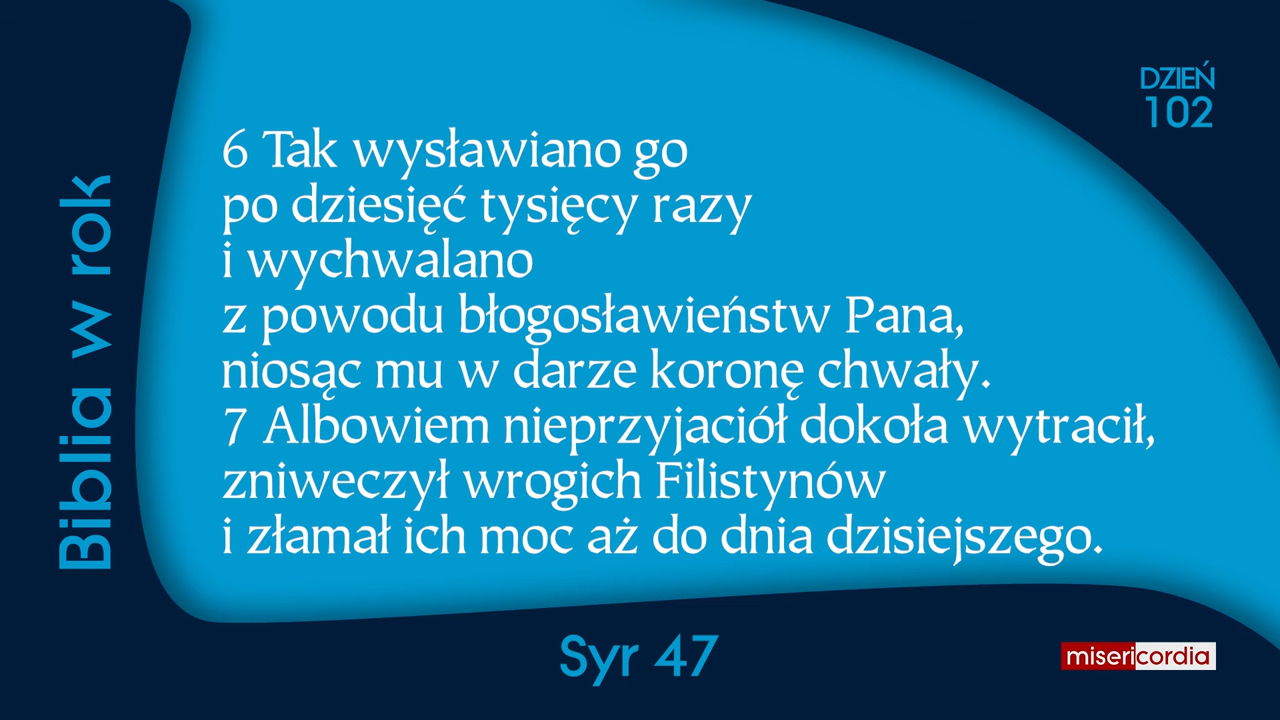 DZIEŃ
102
Biblia w rok
6 Tak wysławiano go
po dziesięć tysięcy razy
i wychwalano
z powodu błogosławieństw Pana,
niosąc mu w darze koronę chwały.
7 Albowiem nieprzyjaciół dokoła wytracił,
zniweczył wrogich Filistynów
i złamał ich moc aż do dnia dzisiejszego.
Syr 47
misericordia